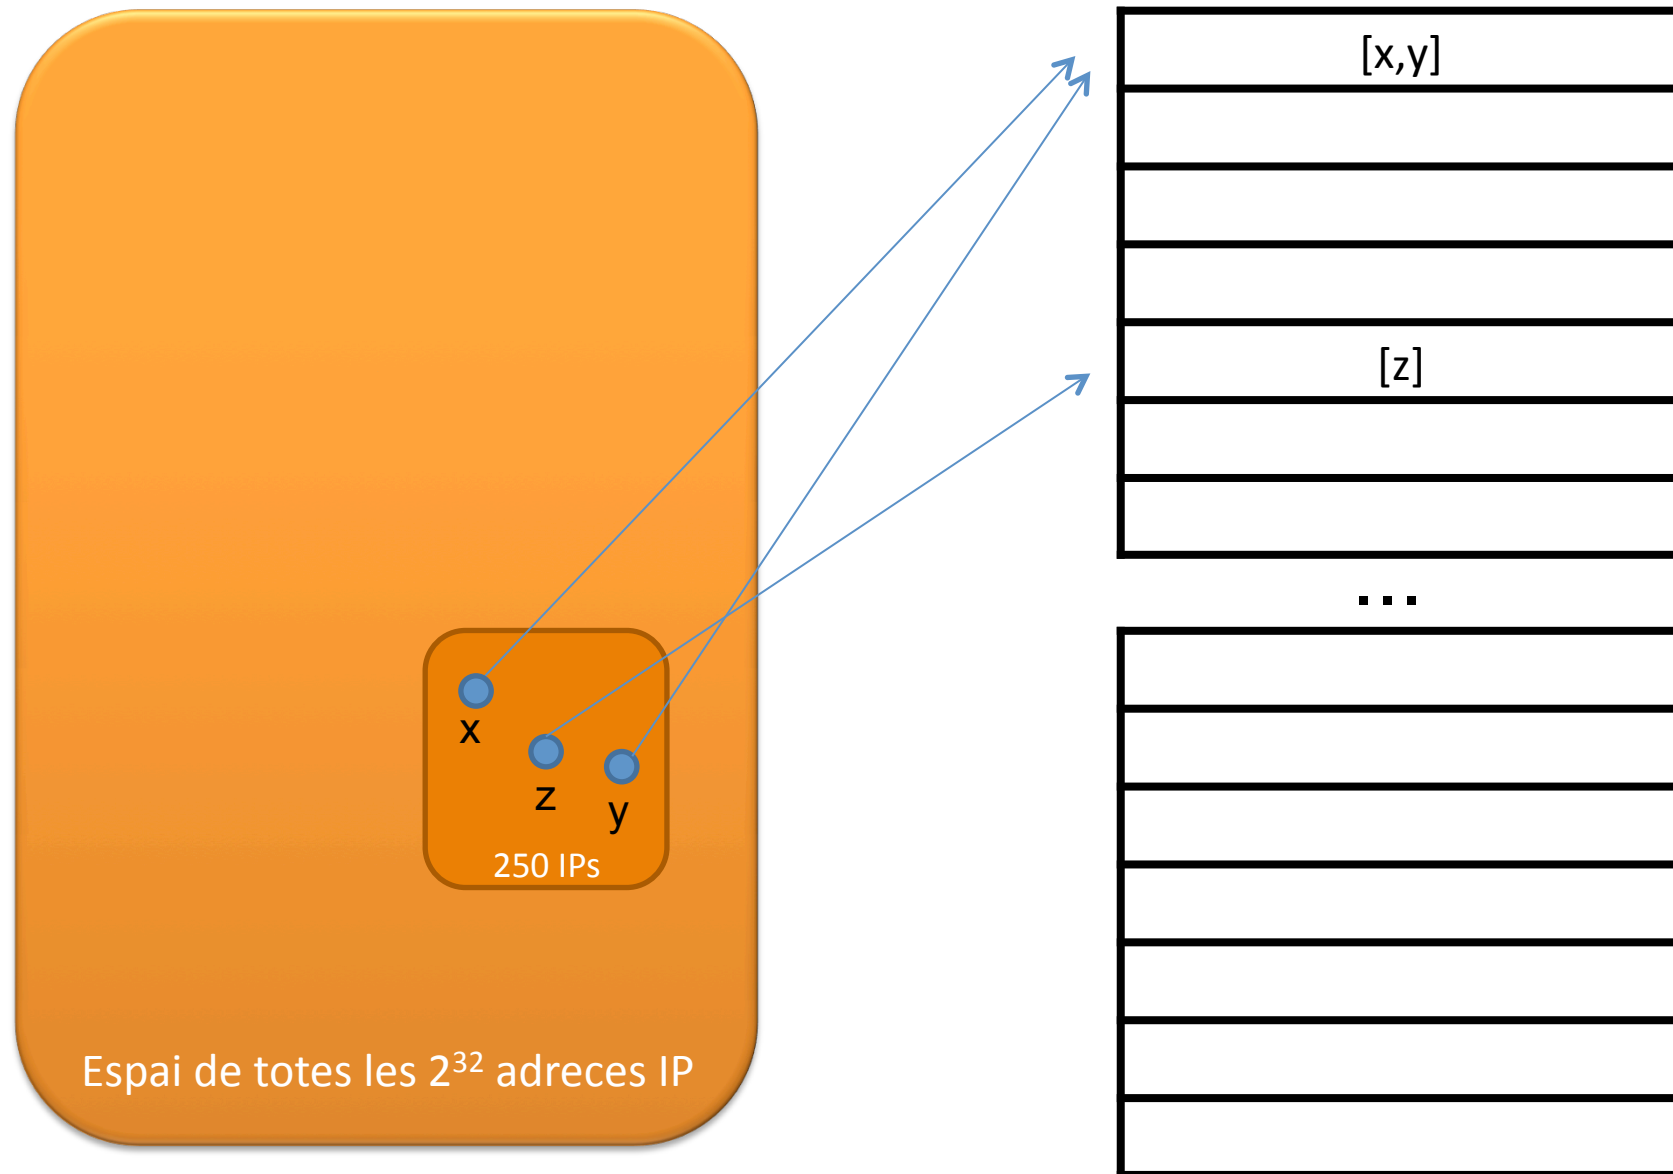 [x,y]
[z]
...
x
z
y
250 IPs
Espai de totes les 2³² adreces IP